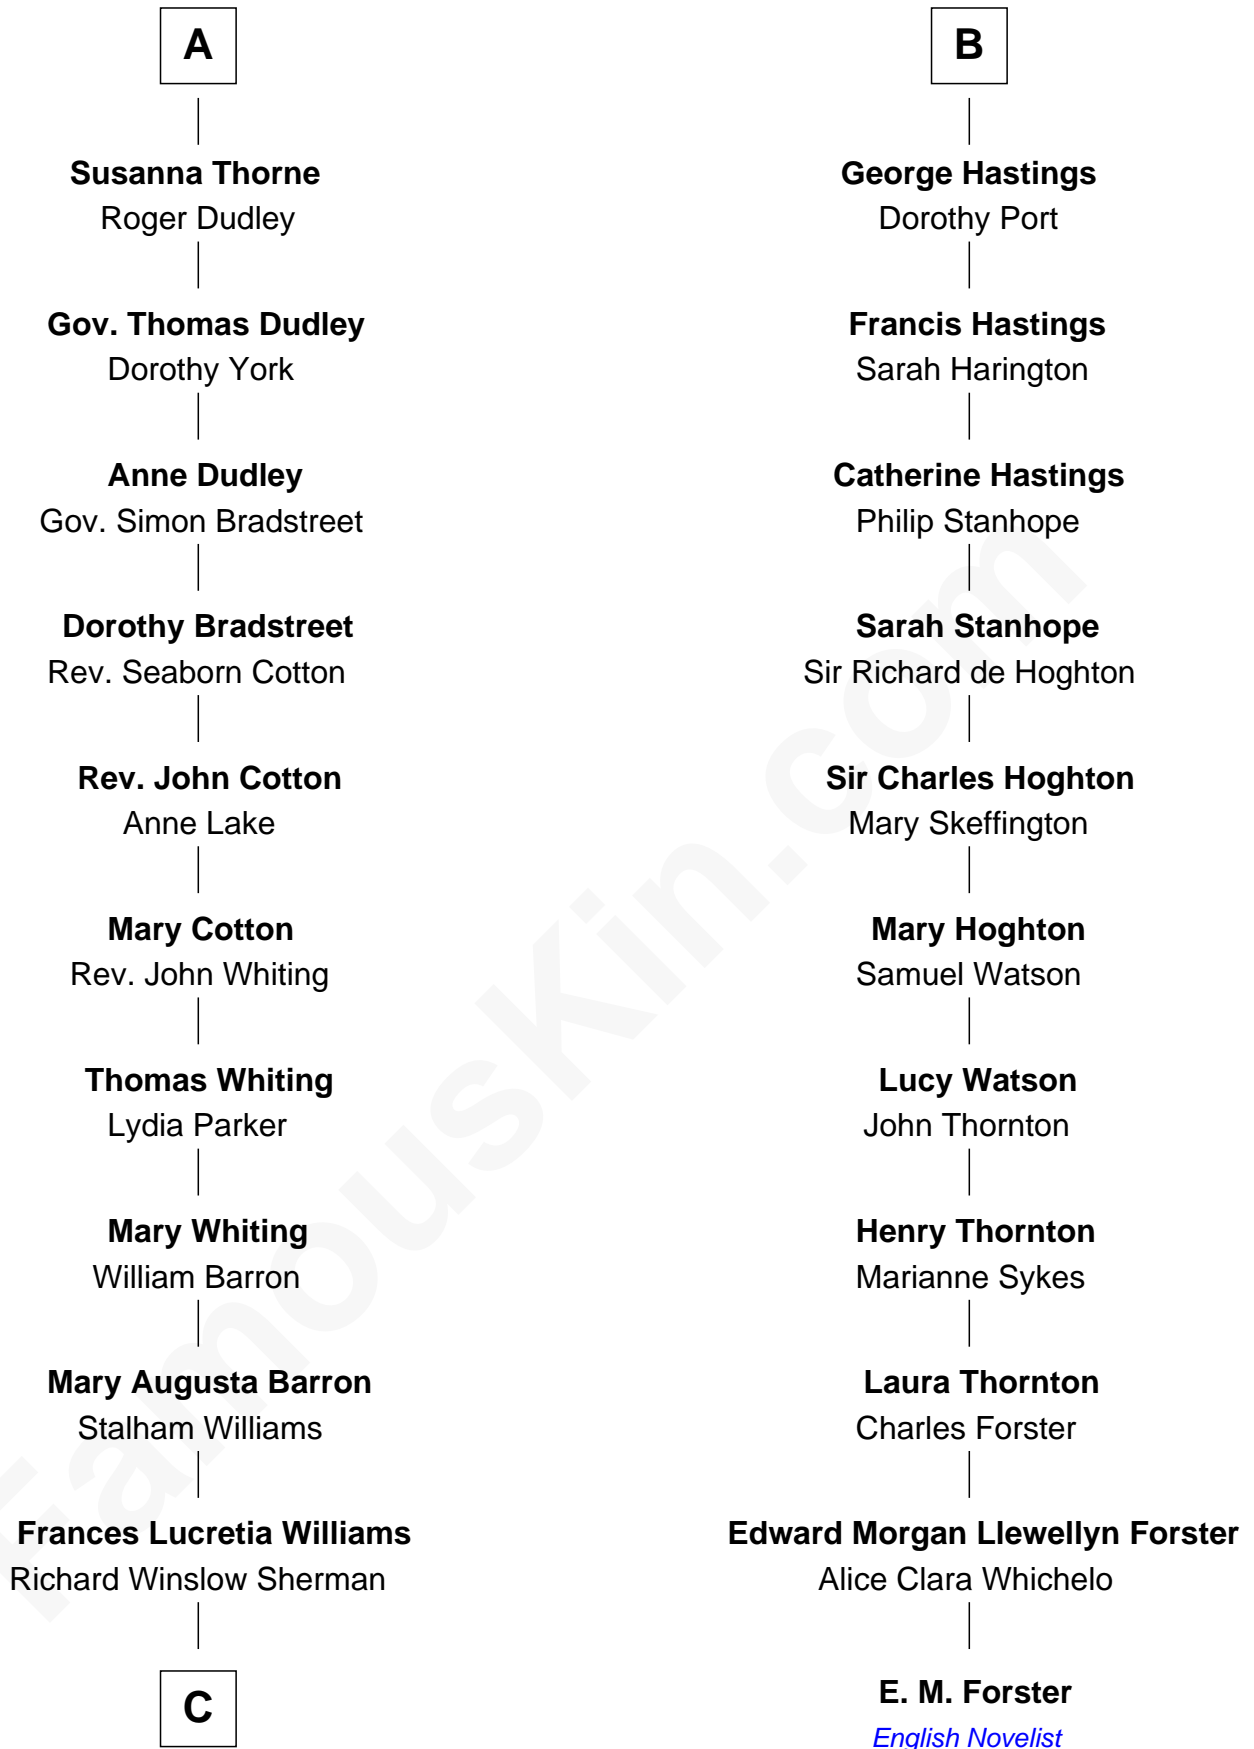 A
Susanna Thorne
Roger Dudley
Gov. Thomas Dudley
Dorothy York
Anne Dudley
Gov. Simon Bradstreet
Dorothy Bradstreet
Rev. Seaborn Cotton
Rev. John Cotton
Anne Lake
Mary Cotton
Rev. John Whiting
Thomas Whiting
Lydia Parker
Mary Whiting
William Barron
Mary Augusta Barron
Stalham Williams
Frances Lucretia Williams
Richard Winslow Sherman
C
B
George Hastings
Dorothy Port
Francis Hastings
Sarah Harington
Catherine Hastings
Philip Stanhope
Sarah Stanhope
Sir Richard de Hoghton
Sir Charles Hoghton
Mary Skeffington
Mary Hoghton
Samuel Watson
Lucy Watson
John Thornton
Henry Thornton
Marianne Sykes
Laura Thornton
Charles Forster
Edward Morgan Llewellyn Forster
Alice Clara Whichelo
E. M. Forster
English Novelist
FamousKin.com